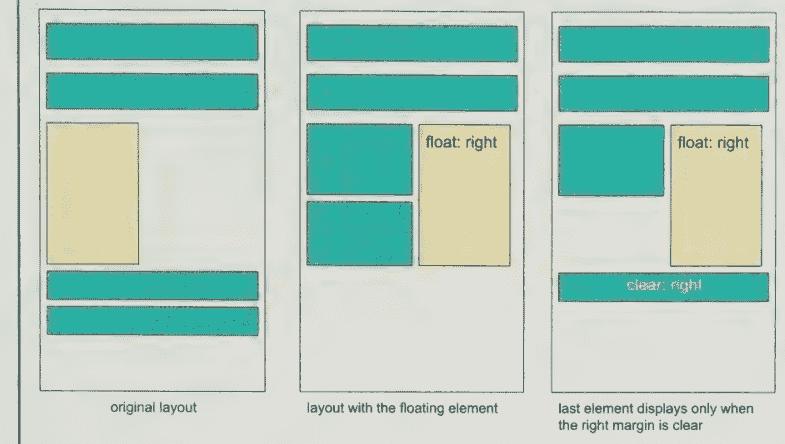 float: right
float: right
clear: right
original layout
layout with the floating element
last element displays only when
the right margin is clear